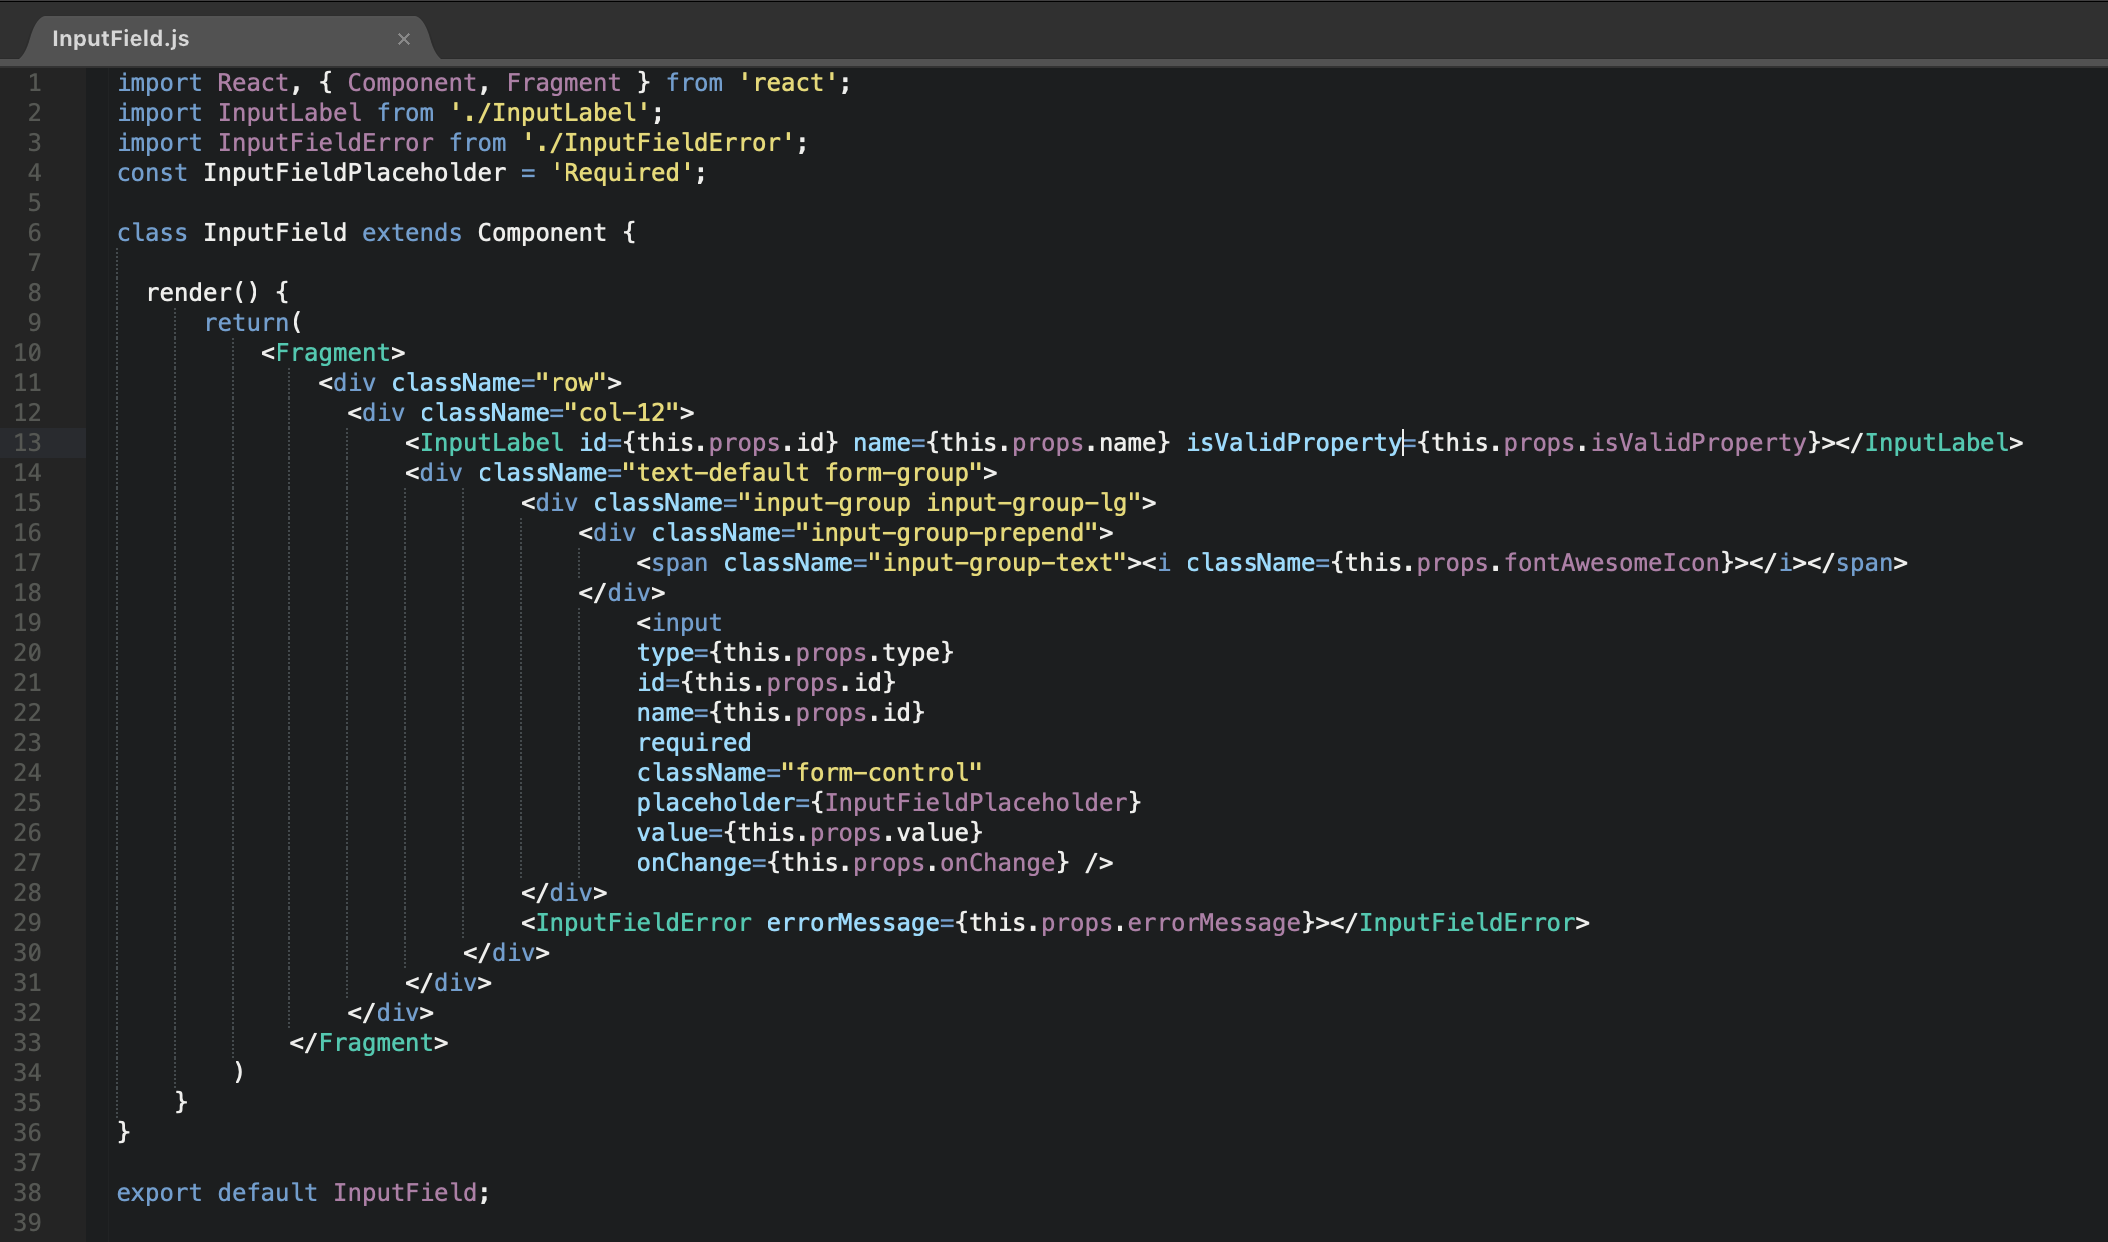 InputField.js ×
1 import React, { Component, Fragment } from 'react';
2 import InputLabel from './InputLabel';
3 import InputFieldError from './InputFieldError';
4 const InputFieldPlaceholder = 'Required';
5
6 class InputField extends Component {
7
8 render() {
9 return(
10 <Fragment>
11 <div className="row">
12 <div className="col-12">
13 <InputLabel id={this.props.id} name={this.props.name} isValidProperty={this.props.isValidProperty}></InputLabel>
14 <div className="text-default form-group">
15 <div className="input-group input-group-lg">
16 <div className="input-group-prepend">
17 <span className="input-group-text"><i className={this.props.fontAwesomeIcon}></i></span>
18 </div>
19 <input
20 type={this.props.type}
21 id={this.props.id}
22 name={this.props.id}
23 required
24 className="form-control"
25 placeholder={InputFieldPlaceholder}
26 value={this.props.value}
27 onChange={this.props.onChange} />
28 </div>
29 <InputFieldError errorMessage={this.props.errorMessage}></InputFieldError>
30 </div>
31 </div>
32 </div>
33 </Fragment>
34 )
35 }
36 }
37
38 export default InputField;
39